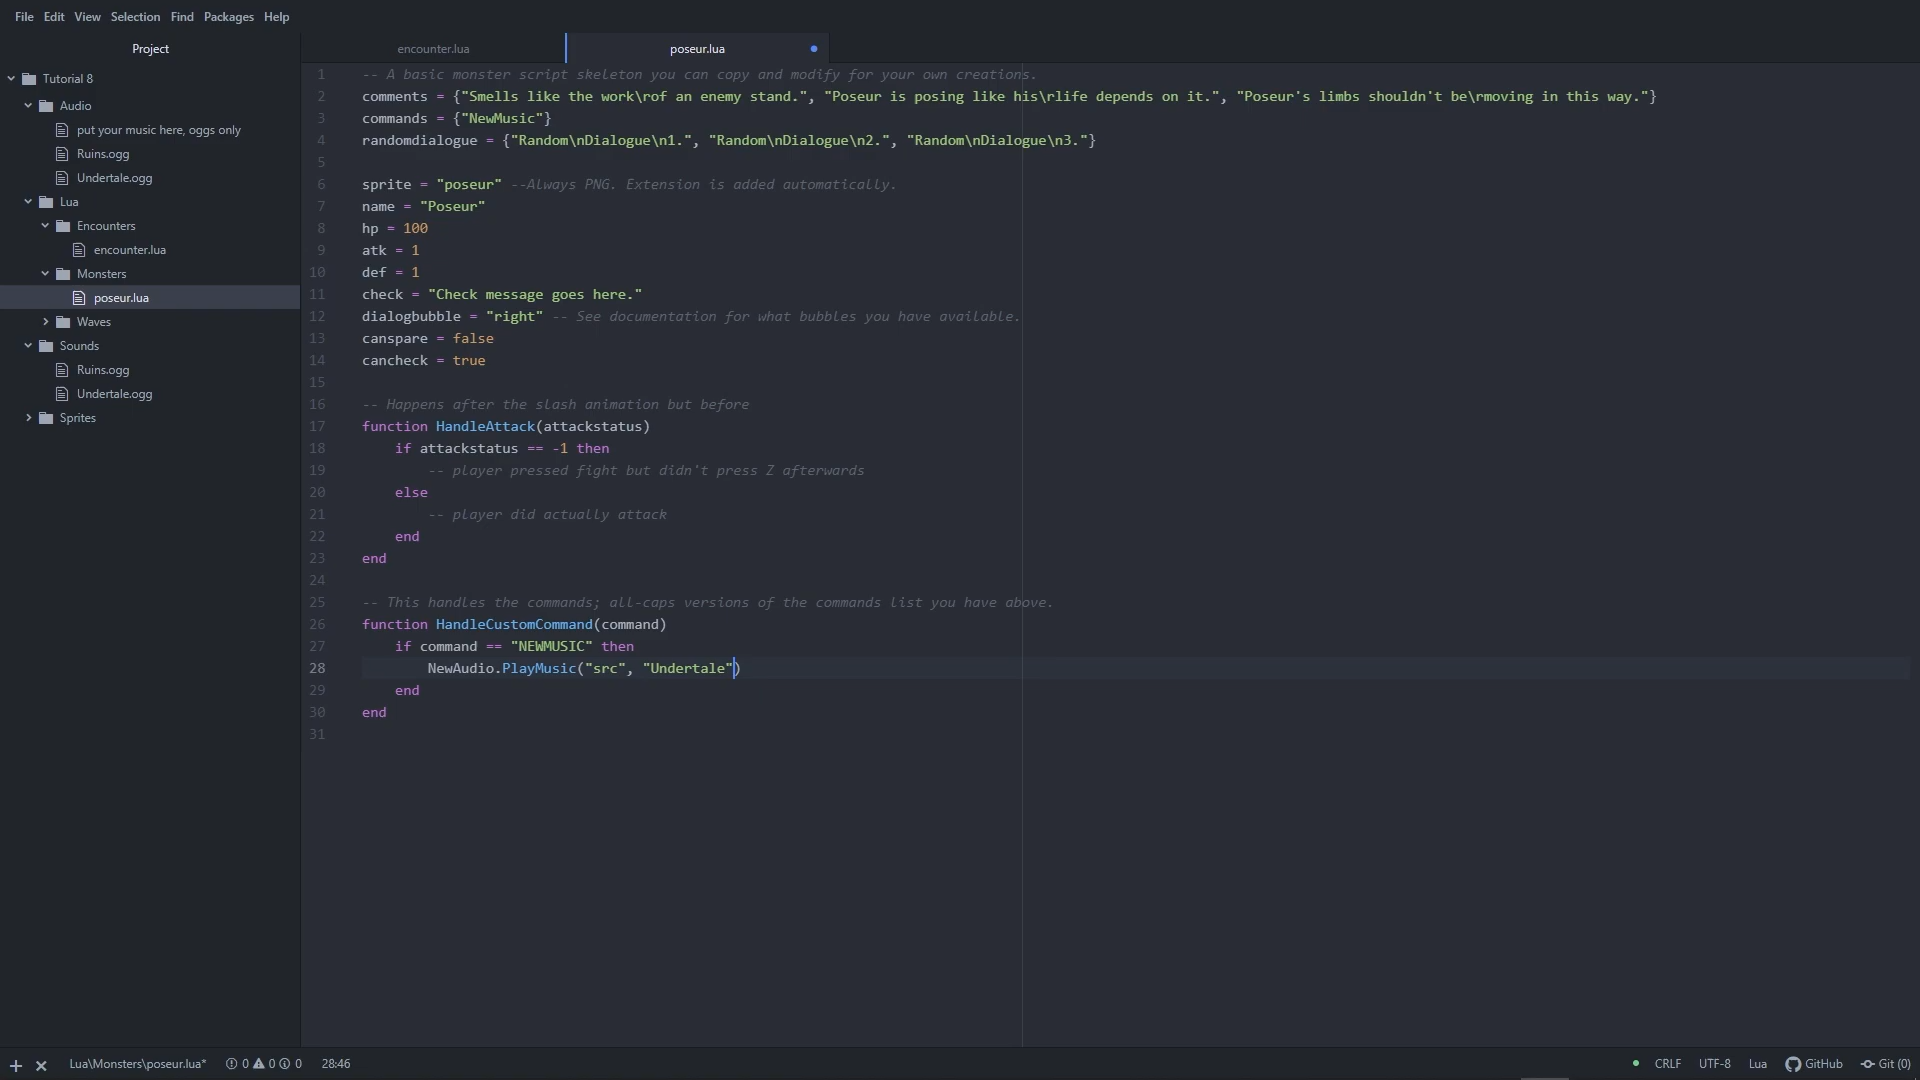 File Edit View Selection Find Packages Help
Project
encounter.lua
poseur.lua
Tutorial 8
Audio
put your music here, oggs only
Ruins.ogg
Undertale.ogg
Lua
Encounters
encounter.lua
Monsters
poseur.lua
Waves
Sounds
Ruins.ogg
Undertale.ogg
Sprites
1 -- A basic monster script skeleton you can copy and modify for your own creations.
2 comments = {"Smells like the work\rof an enemy stand.", "Poseur is posing like his\rlife depends on it.", "Poseur's limbs shouldn't be\rmoving in this way."}
3 commands = {"NewMusic"}
4 randomdialogue = {"Random\nDialogue\n1.", "Random\nDialogue\n2.", "Random\nDialogue\n3."}
5
6 sprite = "poseur" --Always PNG. Extension is added automatically.
7 name = "Poseur"
8 hp = 100
9 atk = 1
10 def = 1
11 check = "Check message goes here."
12 dialogbubble = "right" -- See documentation for what bubbles you have available.
13 canspare = false
14 cancheck = true
15
16 -- Happens after the slash animation but before
17 function HandleAttack(attackstatus)
18     if attackstatus == -1 then
19         -- player pressed fight but didn't press Z afterwards
20     else
21         -- player did actually attack
22     end
23 end
24
25 -- This handles the commands; all-caps versions of the commands list you have above.
26 function HandleCustomCommand(command)
27     if command == "NEWMUSIC" then
28         NewAudio.PlayMusic("src", "Undertale")
29     end
30 end
31
Lua\Monsters\poseur.lua* 0 0 0 28:46 CRLF UTF-8 Lua GitHub Git (0)